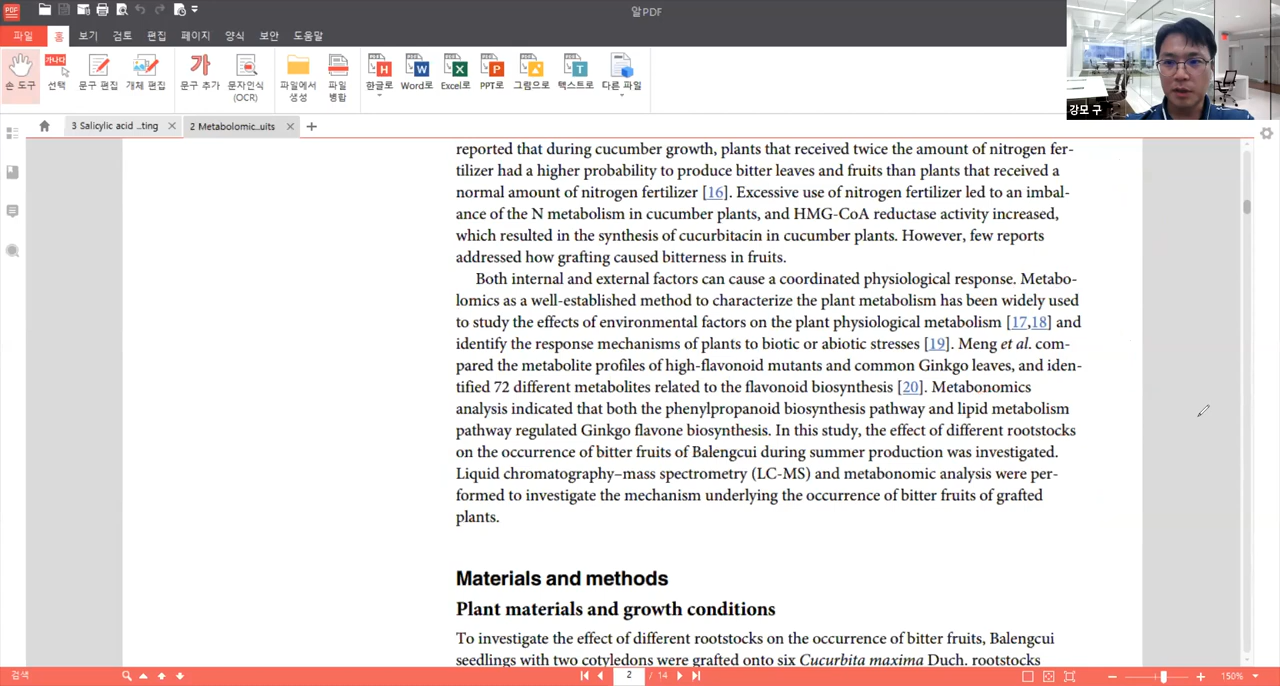 PDF
알PDF
파일 홈 보기 검토 편집 페이지 양식 보안 도움말
가나다
손 도구 선택 문구 편집 개체 편집 문구 추가 문자인식 (OCR) 파일에서 생성 파일 병합 한글로 Word로 Excel로 PPT로 그림으로 텍스트로 다른 파일
강모 구
3 Salicylic acid ...ting
2 Metabolomic...uits
reported that during cucumber growth, plants that received twice the amount of nitrogen fer-
tilizer had a higher probability to produce bitter leaves and fruits than plants that received a
normal amount of nitrogen fertilizer [16]. Excessive use of nitrogen fertilizer led to an imbal-
ance of the N metabolism in cucumber plants, and HMG-CoA reductase activity increased,
which resulted in the synthesis of cucurbitacin in cucumber plants. However, few reports
addressed how grafting caused bitterness in fruits.
Both internal and external factors can cause a coordinated physiological response. Metabo-
lomics as a well-established method to characterize the plant metabolism has been widely used
to study the effects of environmental factors on the plant physiological metabolism [17,18] and
identify the response mechanisms of plants to biotic or abiotic stresses [19]. Meng et al. com-
pared the metabolite profiles of high-flavonoid mutants and common Ginkgo leaves, and iden-
tified 72 different metabolites related to the flavonoid biosynthesis [20]. Metabonomics
analysis indicated that both the phenylpropanoid biosynthesis pathway and lipid metabolism
pathway regulated Ginkgo flavone biosynthesis. In this study, the effect of different rootstocks
on the occurrence of bitter fruits of Balengcui during summer production was investigated.
Liquid chromatography–mass spectrometry (LC-MS) and metabonomic analysis were per-
formed to investigate the mechanism underlying the occurrence of bitter fruits of grafted
plants.
Materials and methods
Plant materials and growth conditions
To investigate the effect of different rootstocks on the occurrence of bitter fruits, Balengcui
seedlings with two cotyledons were grafted onto six Cucurbita maxima Duch. rootstocks
검색
2 / 14
150%